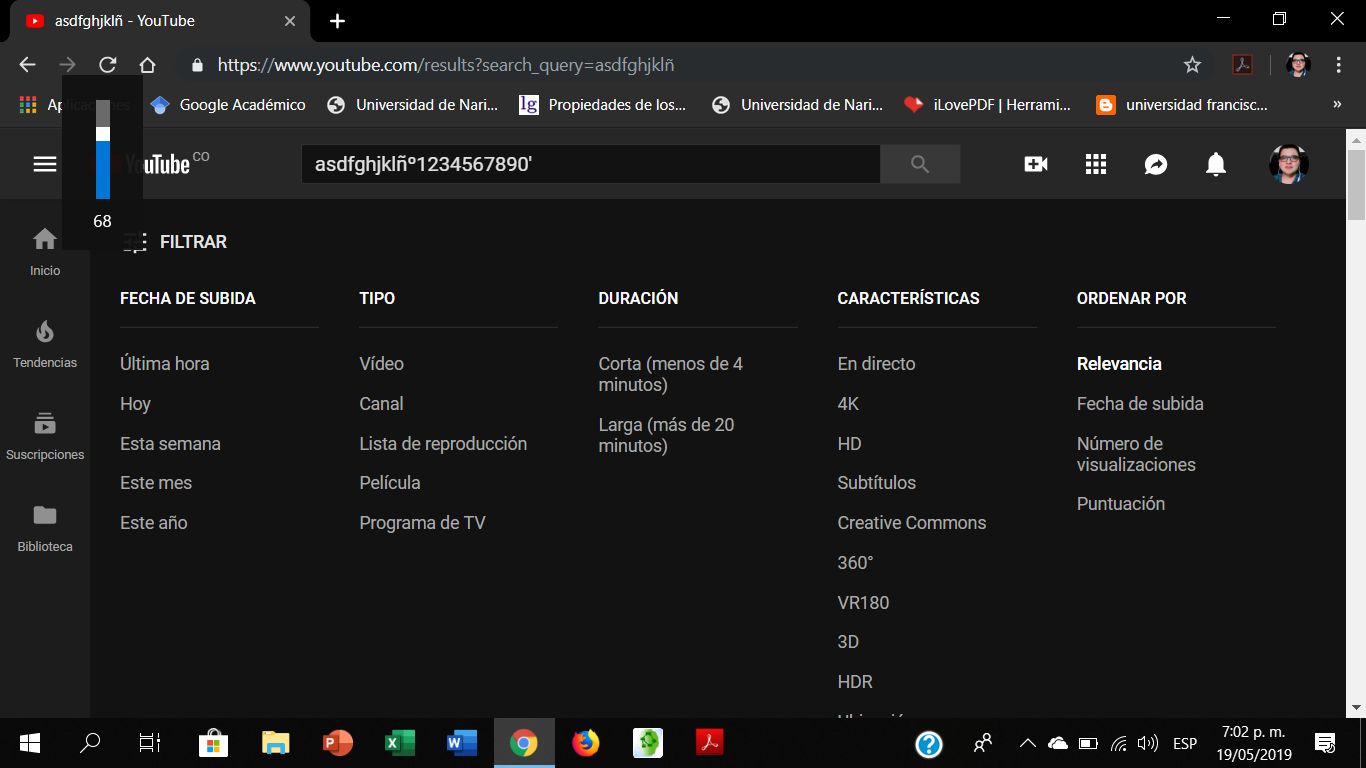 asdfghjklñ - YouTube
https://www.youtube.com/results?search_query=asdfghjklñ
Aplicaciones
Google Académico
Universidad de Nari...
Propiedades de los...
Universidad de Nari...
iLovePDF | Herrami...
universidad francisc...
»
YouTube CO
asdfghjklñº1234567890'
68
FILTRAR
Inicio
Tendencias
Suscripciones
Biblioteca
FECHA DE SUBIDA
Última hora
Hoy
Esta semana
Este mes
Este año
TIPO
Vídeo
Canal
Lista de reproducción
Película
Programa de TV
DURACIÓN
Corta (menos de 4
minutos)
Larga (más de 20
minutos)
CARACTERÍSTICAS
En directo
4K
HD
Subtítulos
Creative Commons
360°
VR180
3D
HDR
ORDENAR POR
Relevancia
Fecha de subida
Número de
visualizaciones
Puntuación
ESP
7:02 p. m.
19/05/2019